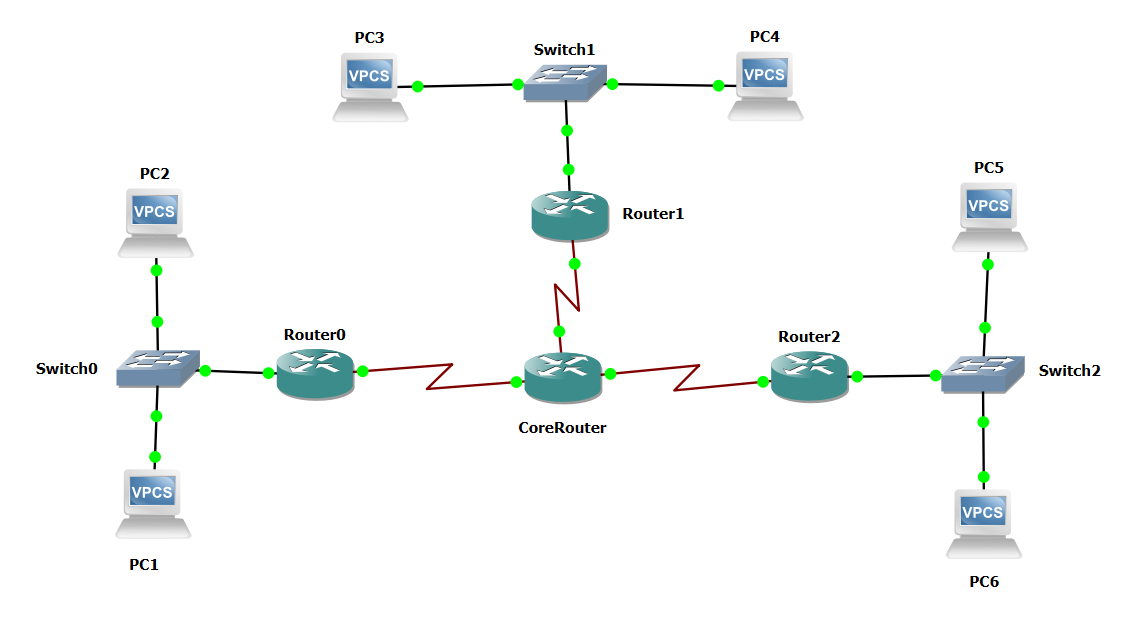 PC3
Switch1
PC4
VPCS
VPCS
PC2
PC5
VPCS
VPCS
Router1
Router0
Router2
Switch0
Switch2
CoreRouter
VPCS
VPCS
PC1
PC6